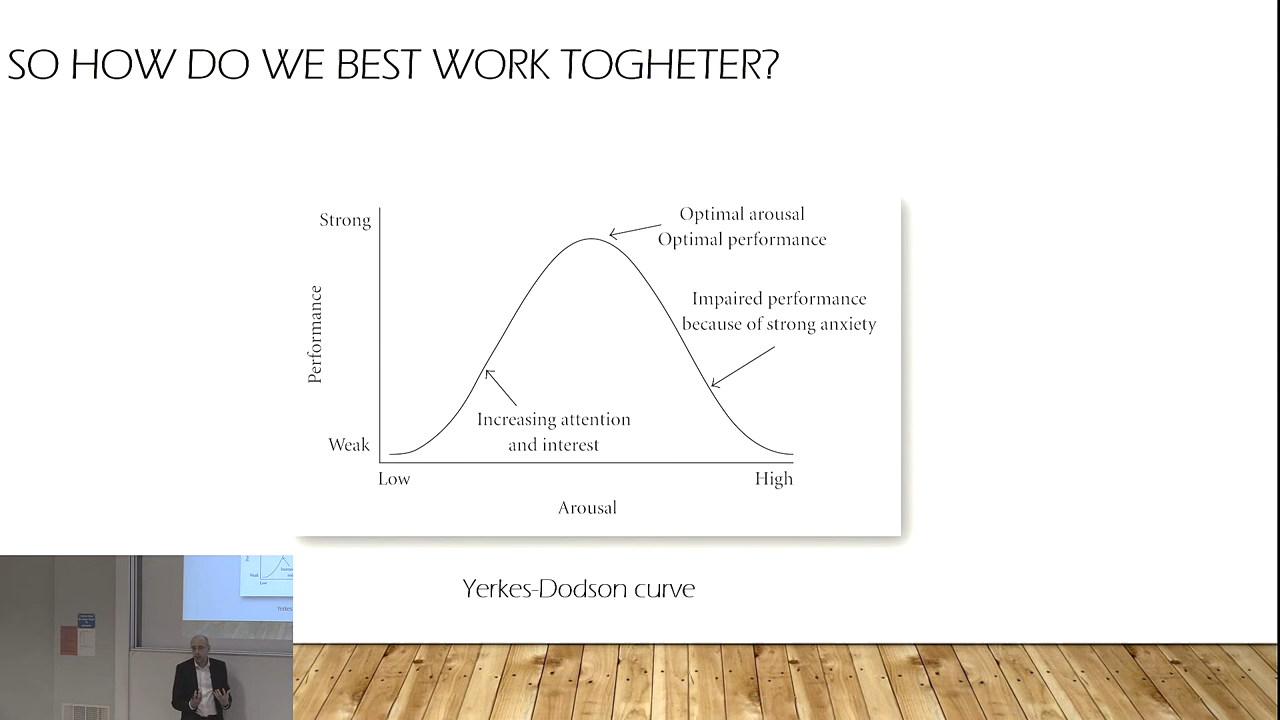 SO HOW DO WE BEST WORK TOGHETER?
Strong
Optimal arousal
Optimal performance
Impaired performance
because of strong anxiety
Performance
Increasing attention
and interest
Weak
Low
High
Arousal
Yerkes-Dodson curve